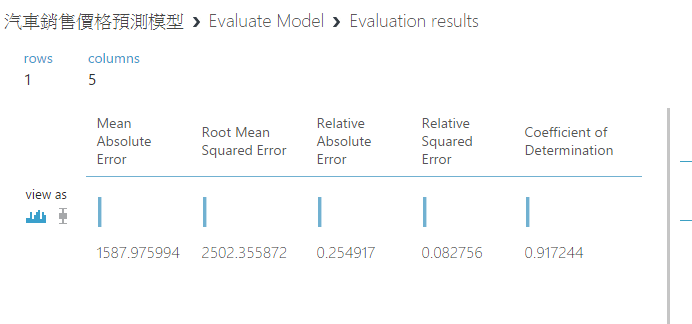 汽車銷售價格預測模型 › Evaluate Model › Evaluation results
rows columns
1 5
Mean Absolute Error
Root Mean Squared Error
Relative Absolute Error
Relative Squared Error
Coefficient of Determination
view as
1587.975994 2502.355872 0.254917 0.082756 0.917244